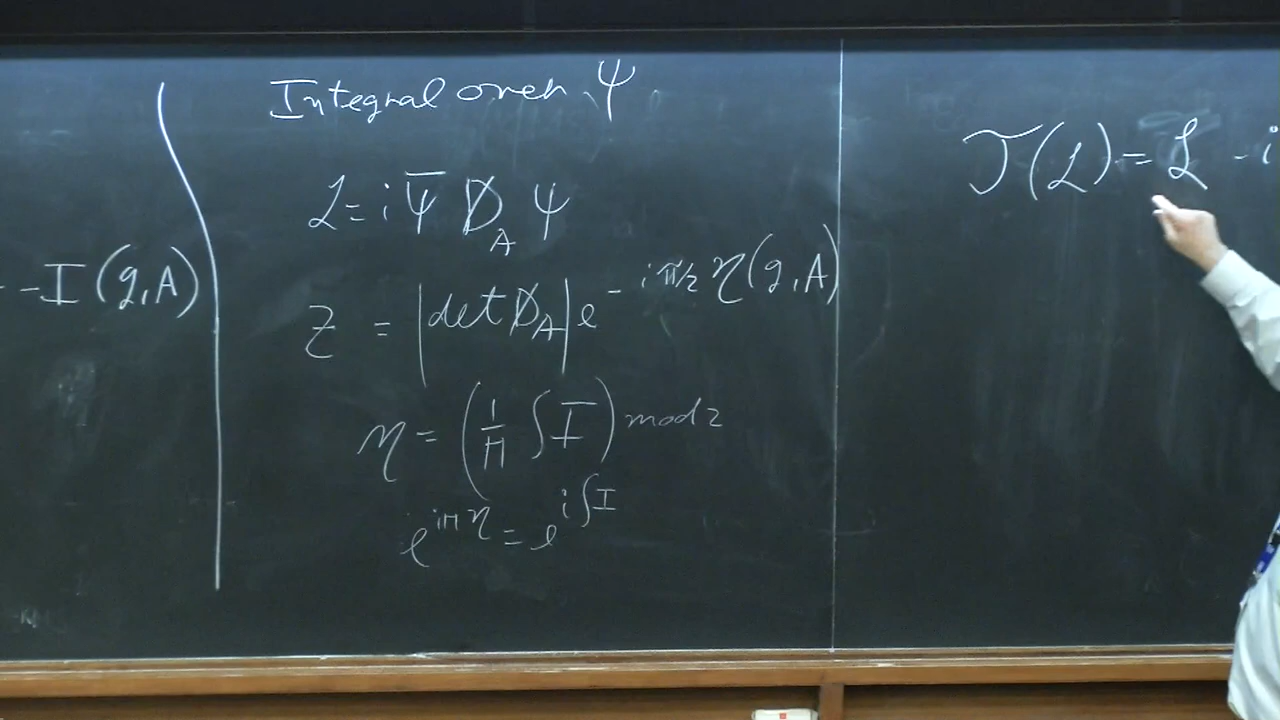 - -I(g,A)
Integral over Ψ
ℒ = i Ψ̅ D̸_A Ψ
Z = |det D̸_A| e^{-iπ/2 η(g,A)}
η = (1/π ∫ I) mod 2
e^{iπη} = e^{i∫I}
𝒯(ℒ) = ℒ - i